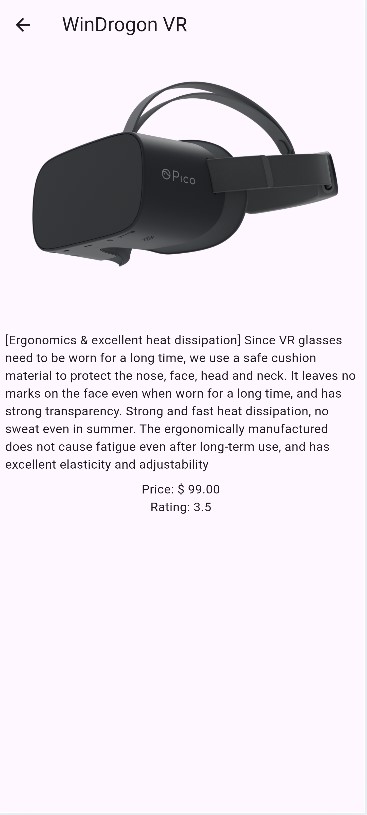 WinDrogon VR
Pico
[Ergonomics & excellent heat dissipation] Since VR glasses
need to be worn for a long time, we use a safe cushion
material to protect the nose, face, head and neck. It leaves no
marks on the face even when worn for a long time, and has
strong transparency. Strong and fast heat dissipation, no
sweat even in summer. The ergonomically manufactured
does not cause fatigue even after long-term use, and has
excellent elasticity and adjustability
Price: $ 99.00
Rating: 3.5